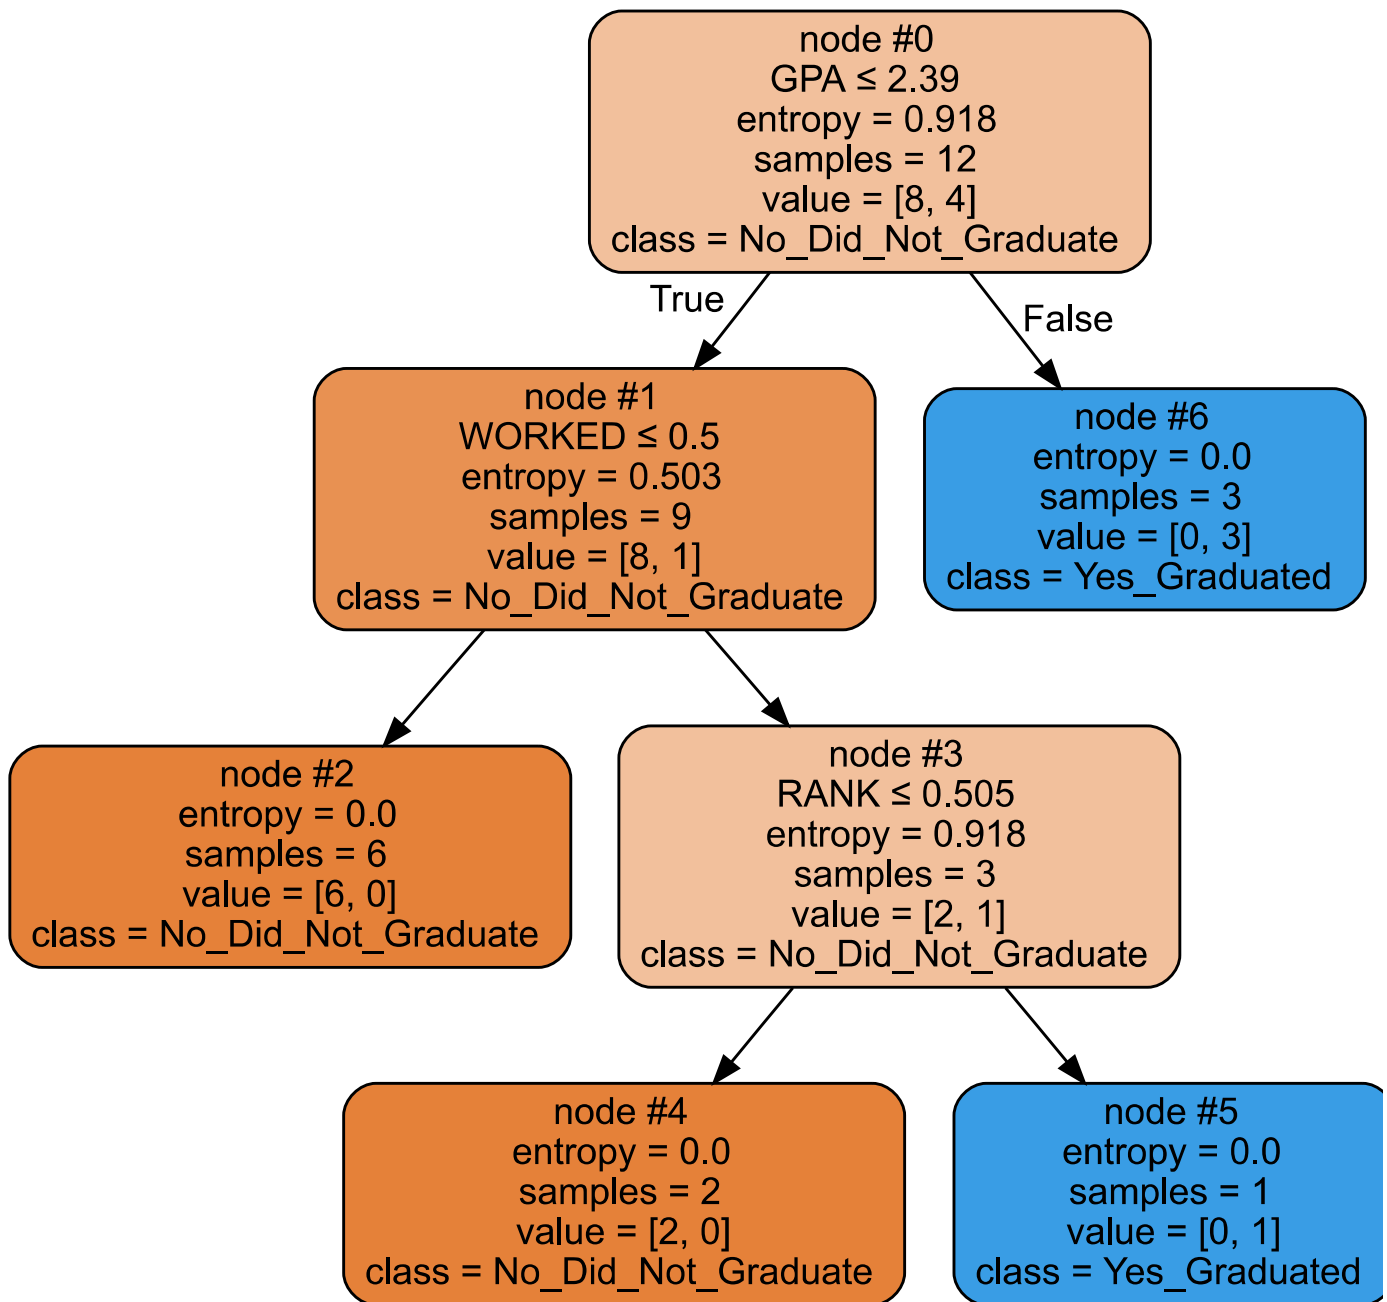 node #0
GPA ≤ 2.39
entropy = 0.918
samples = 12
value = [8, 4]
class = No_Did_Not_Graduate
True
False
node #1
WORKED ≤ 0.5
entropy = 0.503
samples = 9
value = [8, 1]
class = No_Did_Not_Graduate
node #6
entropy = 0.0
samples = 3
value = [0, 3]
class = Yes_Graduated
node #2
entropy = 0.0
samples = 6
value = [6, 0]
class = No_Did_Not_Graduate
node #3
RANK ≤ 0.505
entropy = 0.918
samples = 3
value = [2, 1]
class = No_Did_Not_Graduate
node #4
entropy = 0.0
samples = 2
value = [2, 0]
class = No_Did_Not_Graduate
node #5
entropy = 0.0
samples = 1
value = [0, 1]
class = Yes_Graduated